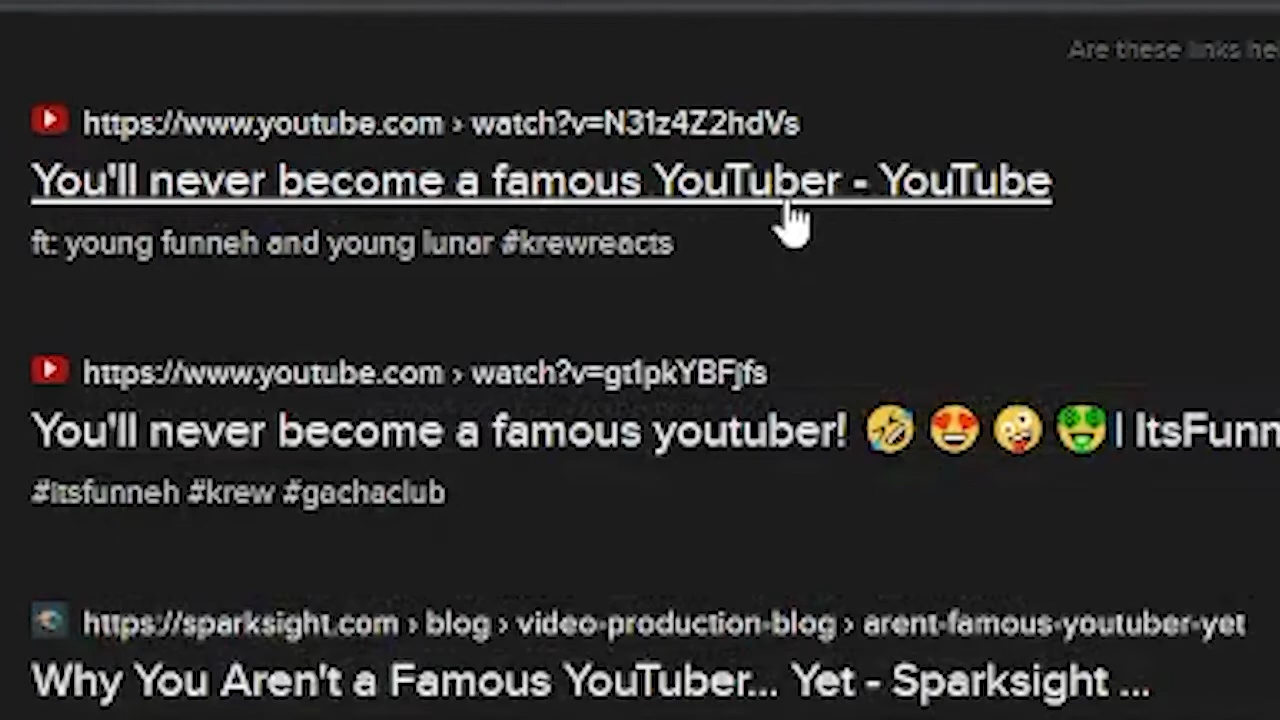 Are these links he
https://www.youtube.com › watch?v=N31z4Z2hdVs
You'll never become a famous YouTuber - YouTube
ft: young funneh and young lunar #krewreacts
https://www.youtube.com › watch?v=gt1pkYBFjfs
You'll never become a famous youtuber! 🤣 😍 🤪 🤑 | ItsFunn
#itsfunneh #krew #gachaclub
https://sparksight.com › blog › video-production-blog › arent-famous-youtuber-yet
Why You Aren't a Famous YouTuber... Yet - Sparksight ...